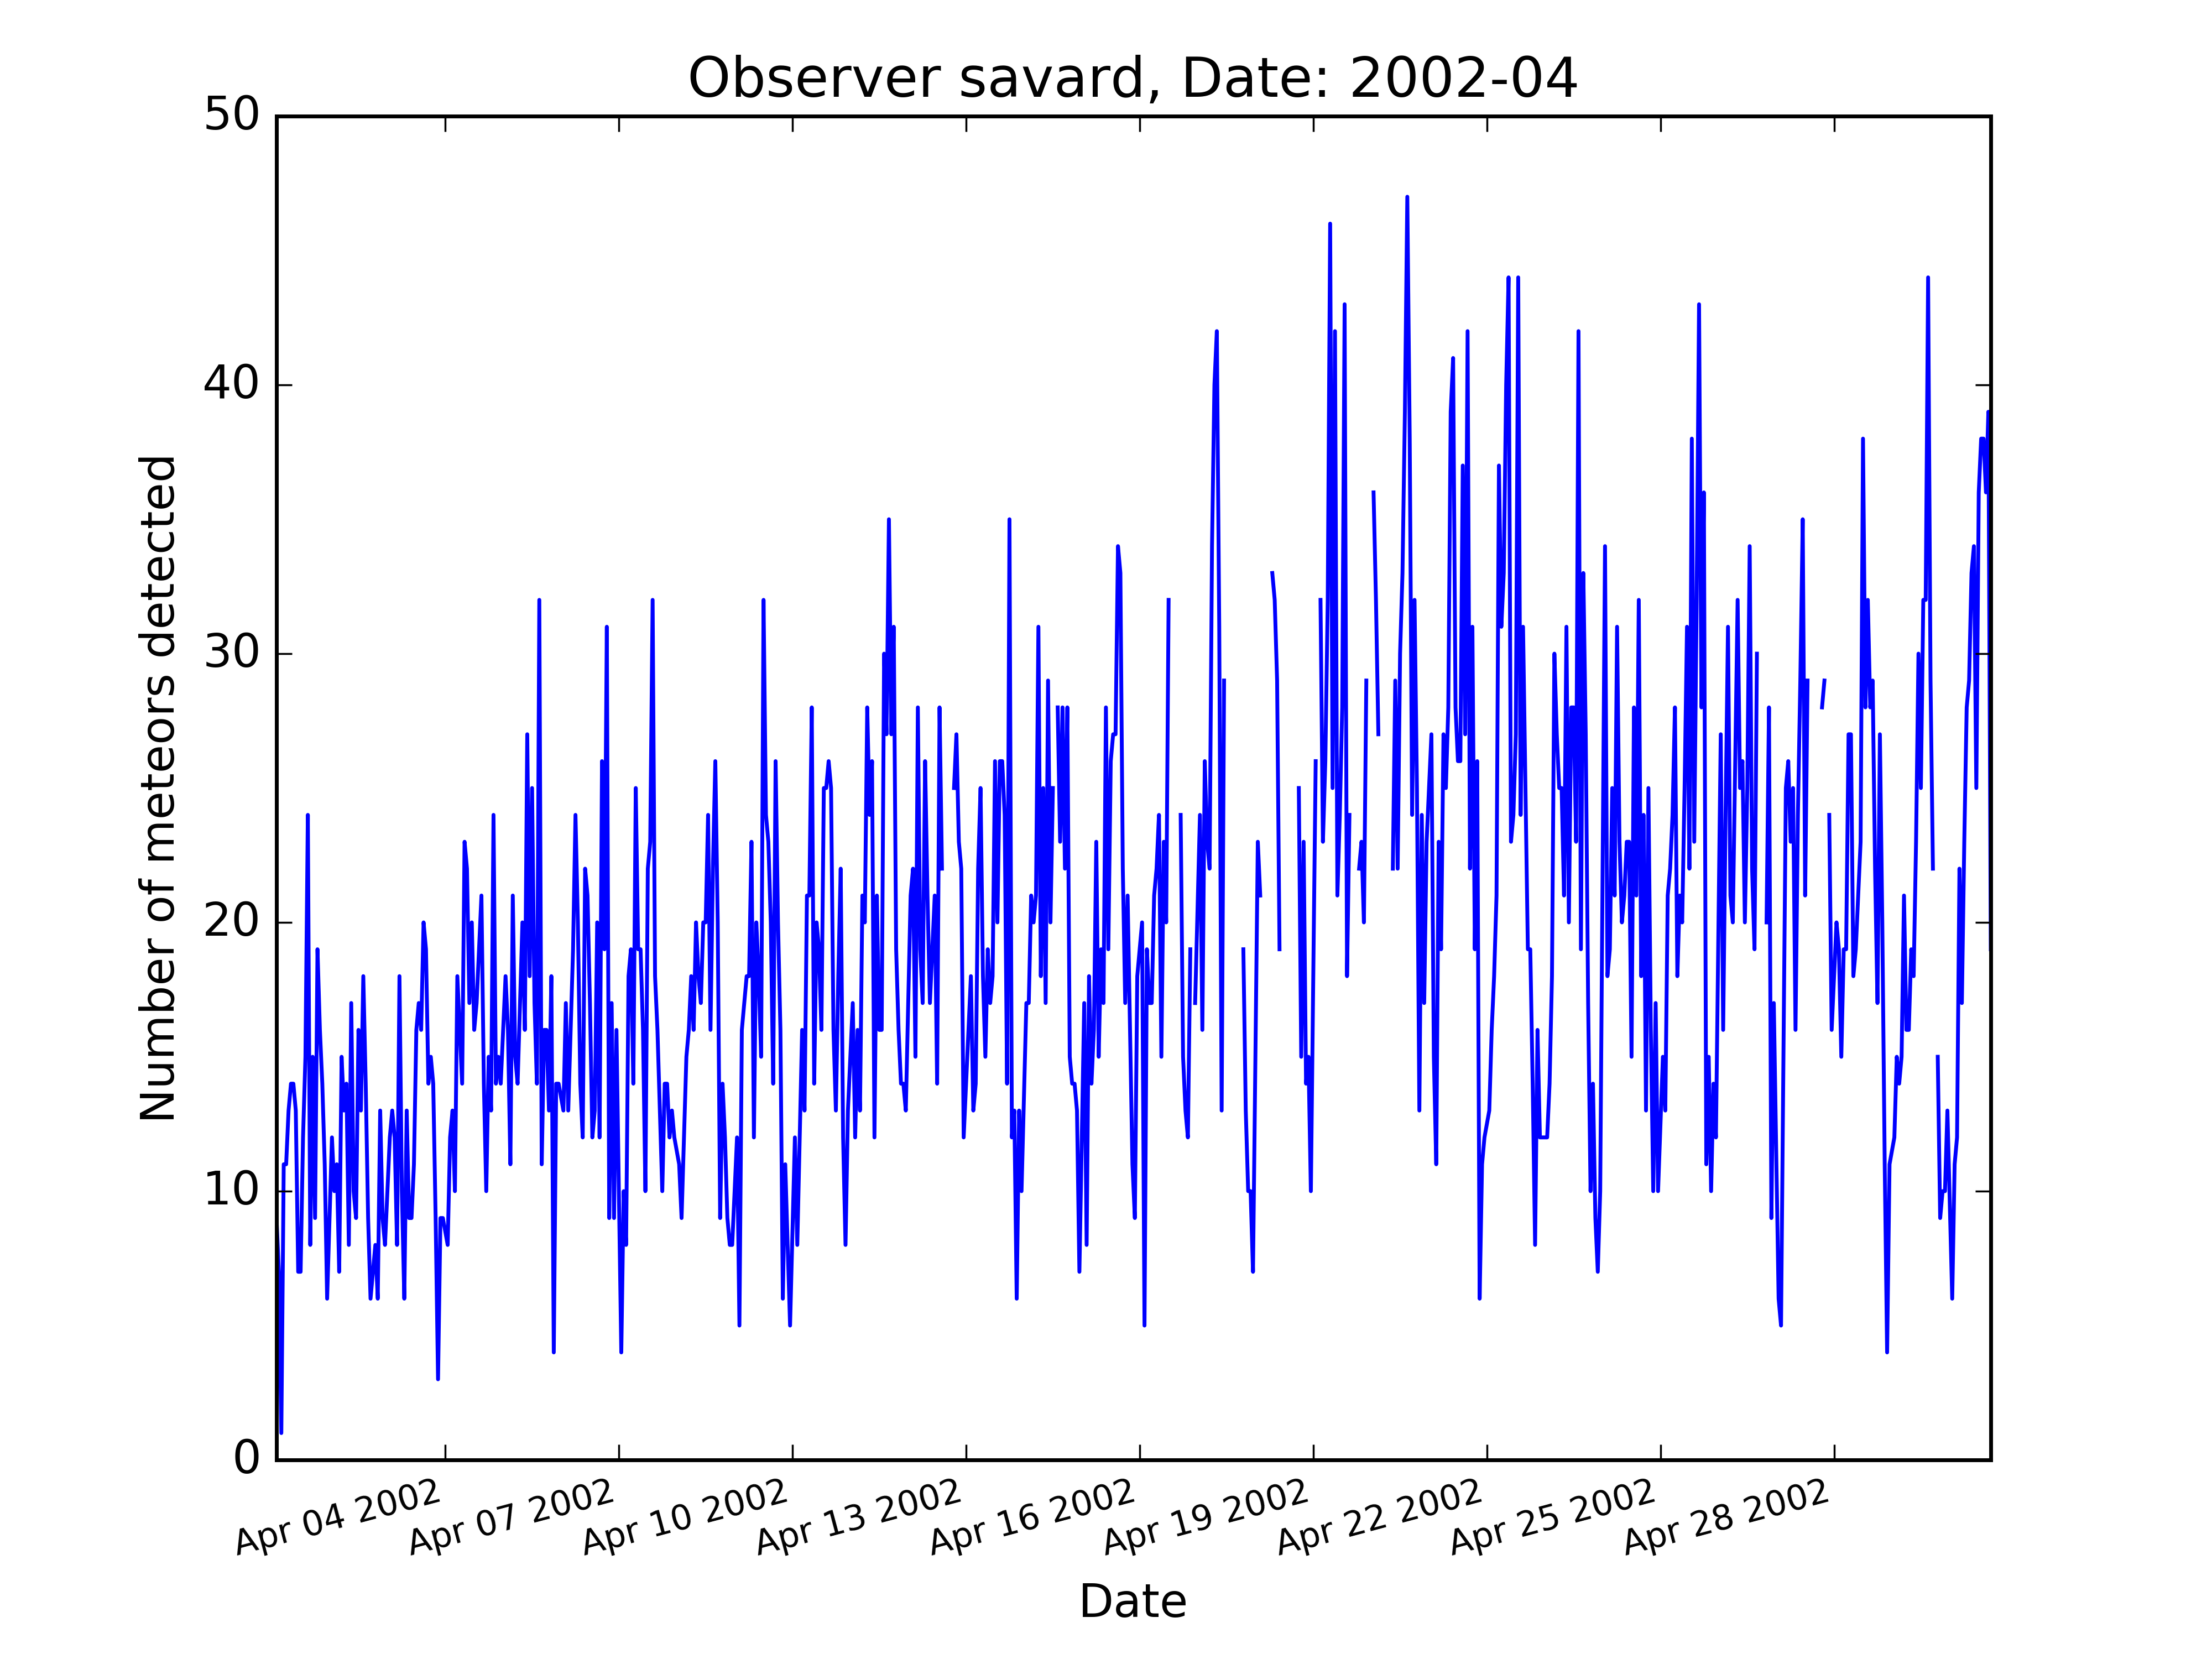 Observer savard, Date: 2002-04
50
40
30
20
10
0
Number of meteors detected
Apr 04 2002
Apr 07 2002
Apr 10 2002
Apr 13 2002
Apr 16 2002
Apr 19 2002
Apr 22 2002
Apr 25 2002
Apr 28 2002
Date